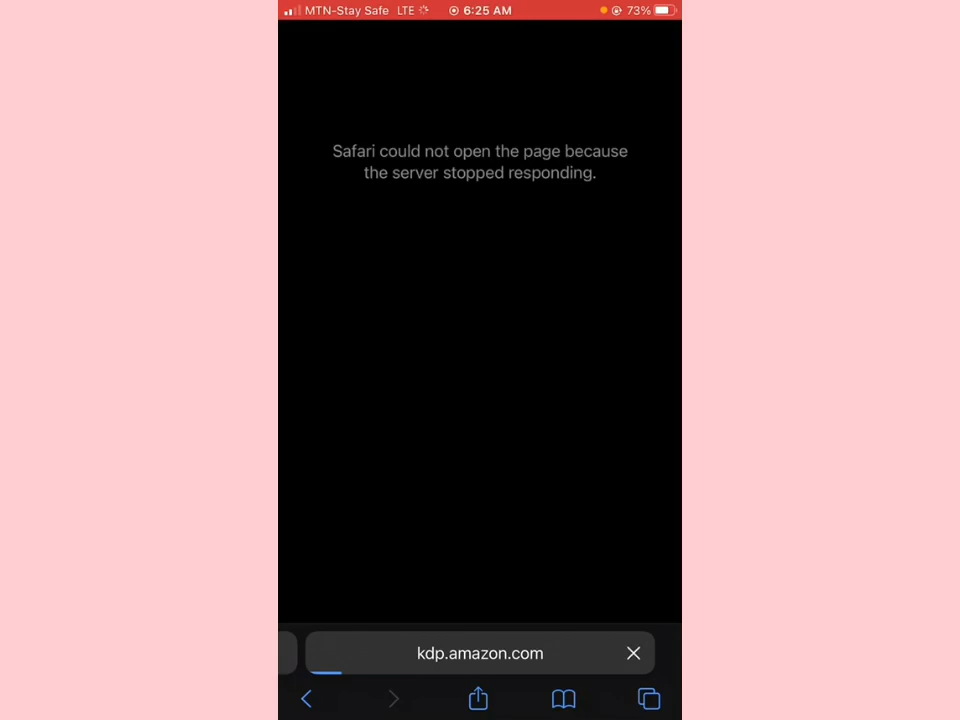 MTN-Stay Safe LTE 6:25 AM 73%
Safari could not open the page because
the server stopped responding.
kdp.amazon.com